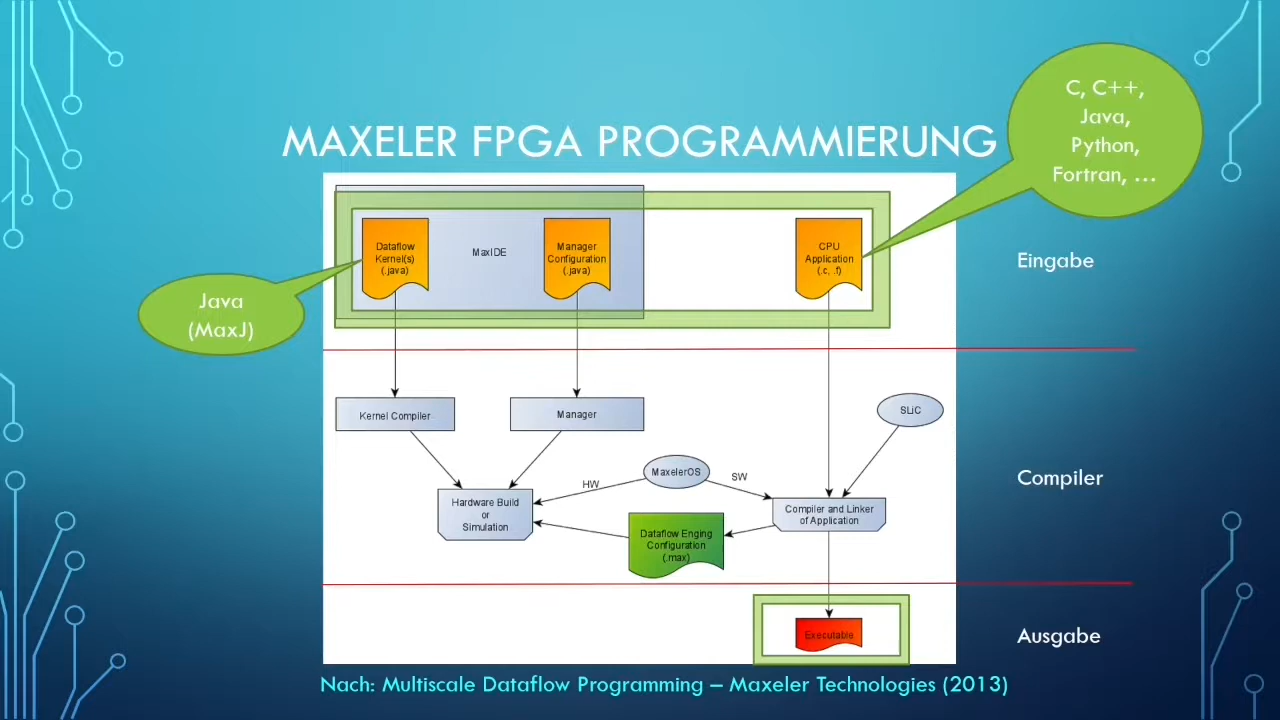 C, C++,
Java,
Python,
Fortran, ...
MAXELER FPGA PROGRAMMIERUNG
Dataflow
Kernel(s)
(.java)
MaxIDE
Manager
Configuration
(.java)
CPU
Application
(.c, .f)
Eingabe
Java
(MaxJ)
Kernel Compiler
Manager
SLiC
MaxelerOS
HW
SW
Compiler
Hardware Build
or
Simulation
Compiler and Linker
of Application
Dataflow Enging
Configuration
(.max)
Executable
Ausgabe
Nach: Multiscale Dataflow Programming – Maxeler Technologies (2013)